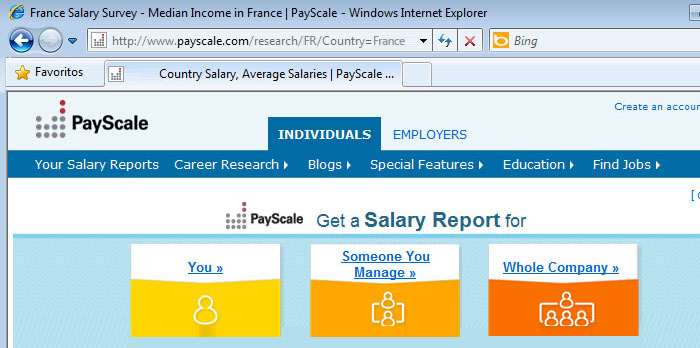 France Salary Survey - Median Income in France | PayScale - Windows Internet Explorer
http://www.payscale.com/research/FR/Country=France
Bing
Favoritos
Country Salary, Average Salaries | PayScale ...
PayScale
Create an accou
INDIVIDUALS EMPLOYERS
Your Salary Reports Career Research Blogs Special Features Education Find Jobs
[
PayScale Get a Salary Report for
You »
Someone You
Manage »
Whole Company »